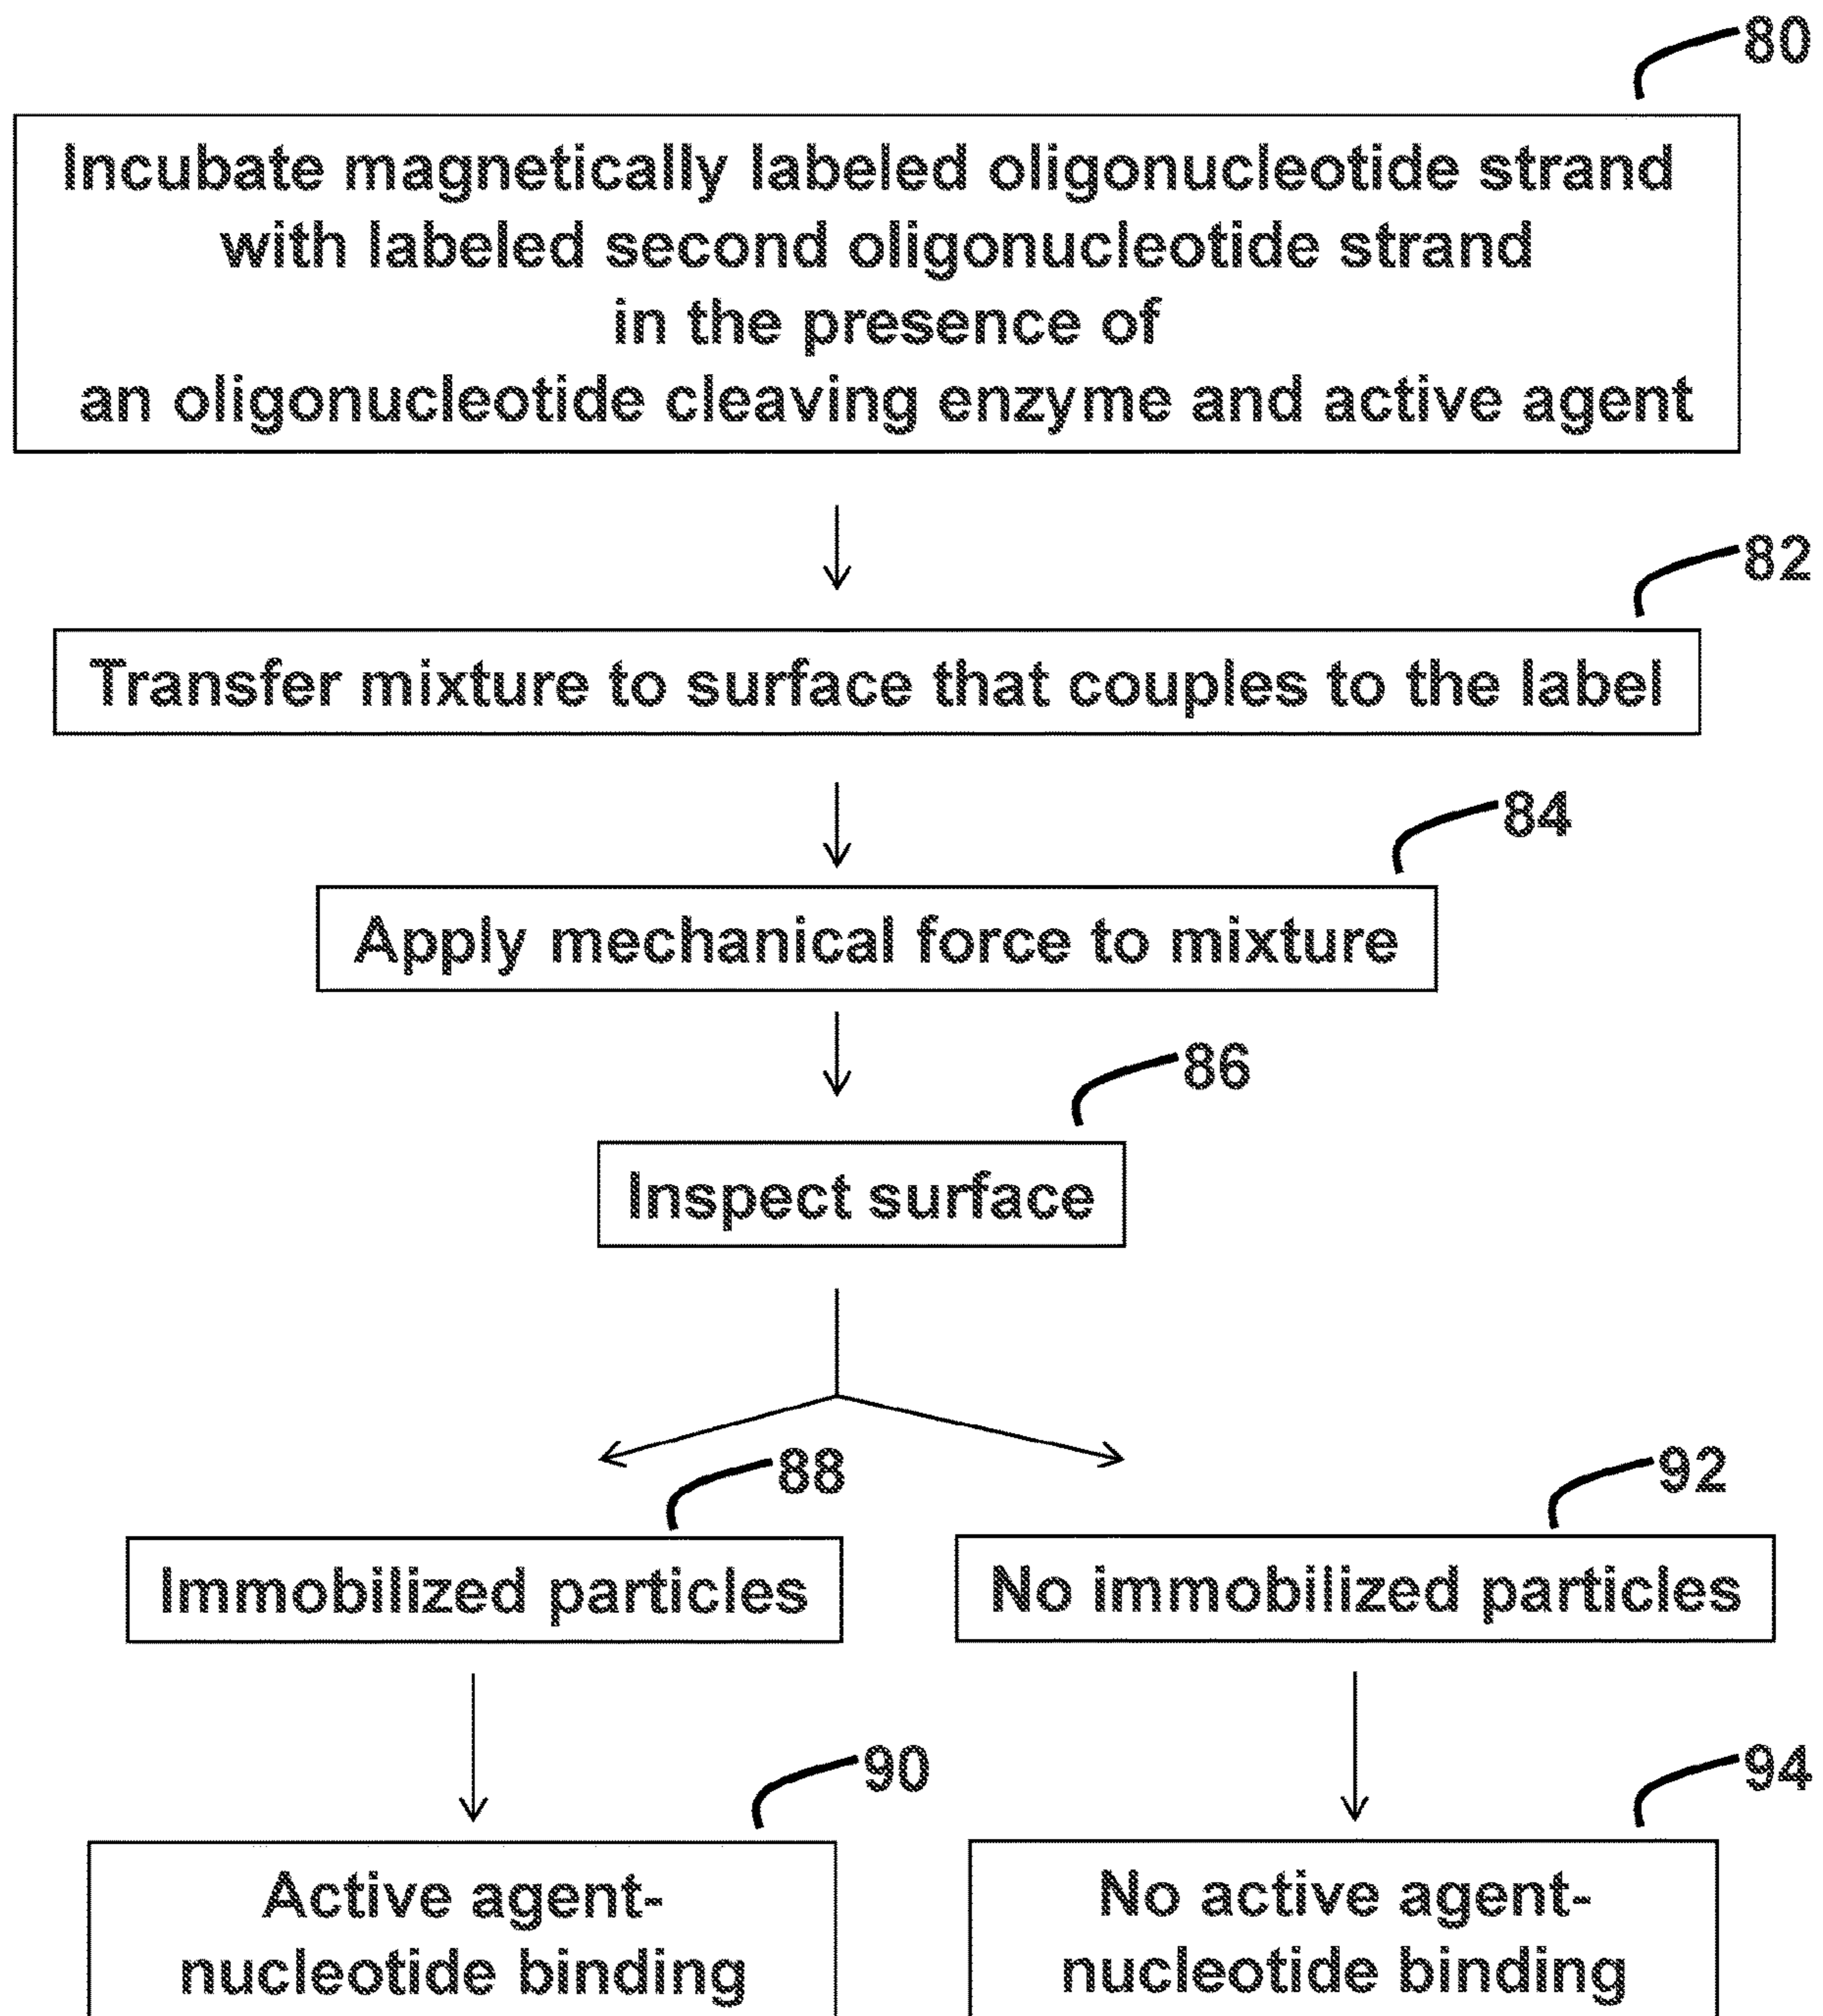 80
Incubate magnetically labeled oligonucleotide strand
with labeled second oligonucleotide strand
in the presence of
an oligonucleotide cleaving enzyme and active agent
82
Transfer mixture to surface that couples to the label
84
Apply mechanical force to mixture
86
Inspect surface
88
Immobilized particles
92
No immobilized particles
90
Active agent-
nucleotide binding
94
No active agent-
nucleotide binding